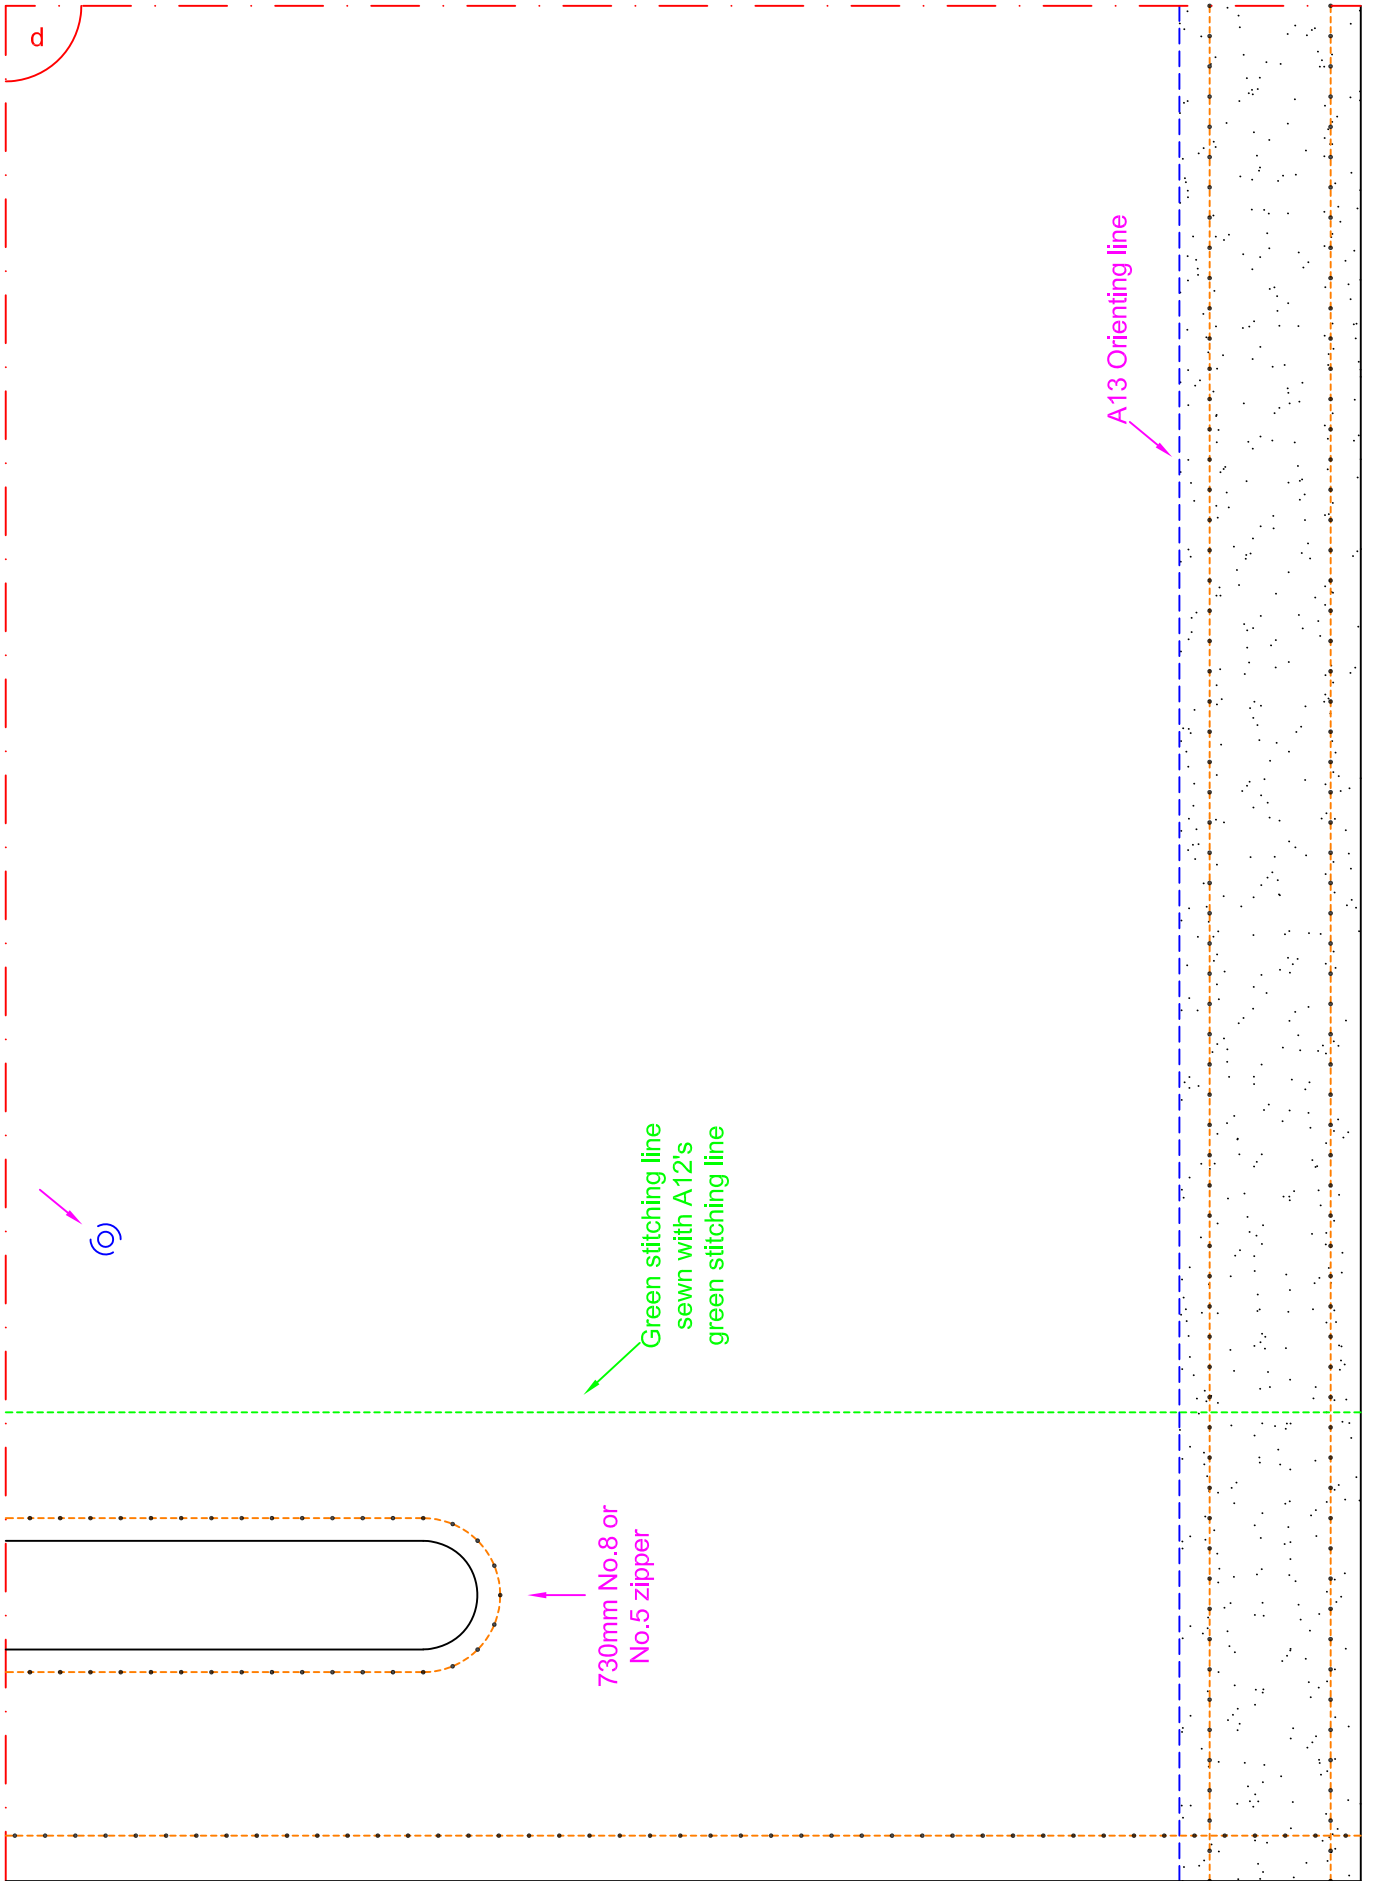 d
A13 Orienting line
Green stitching line
sewn with A12's
green stitching line
730mm No.8 or
No.5 zipper